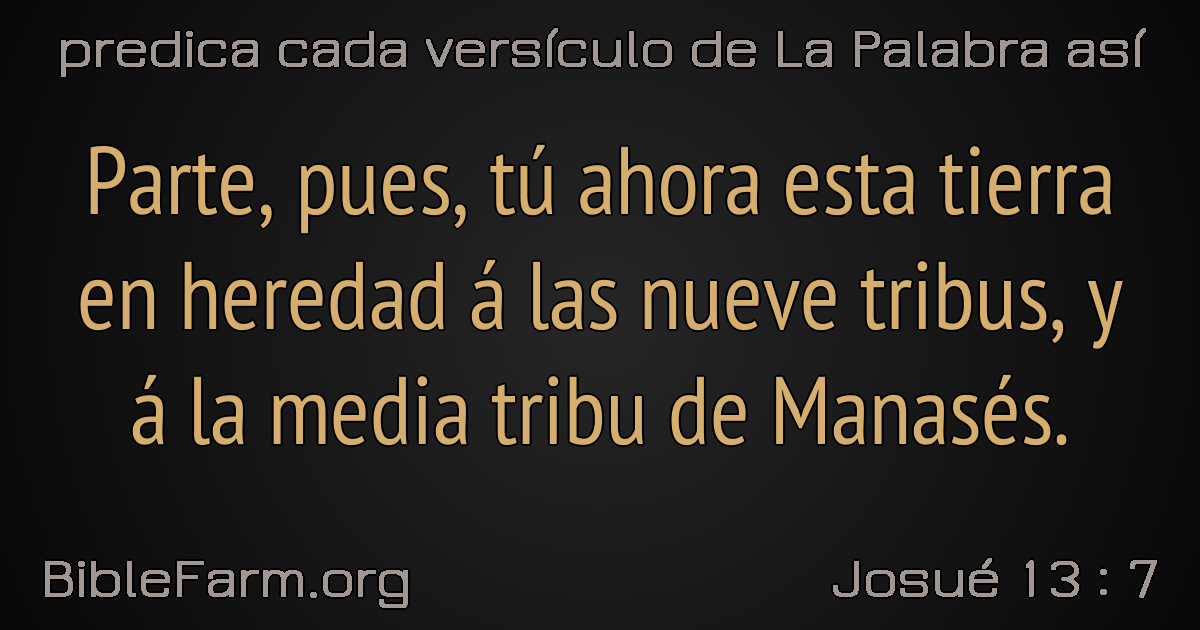 predica cada versículo de La Palabra así
Parte, pues, tú ahora esta tierra
en heredad á las nueve tribus, y
á la media tribu de Manasés.
BibleFarm.org
Josué 13 : 7